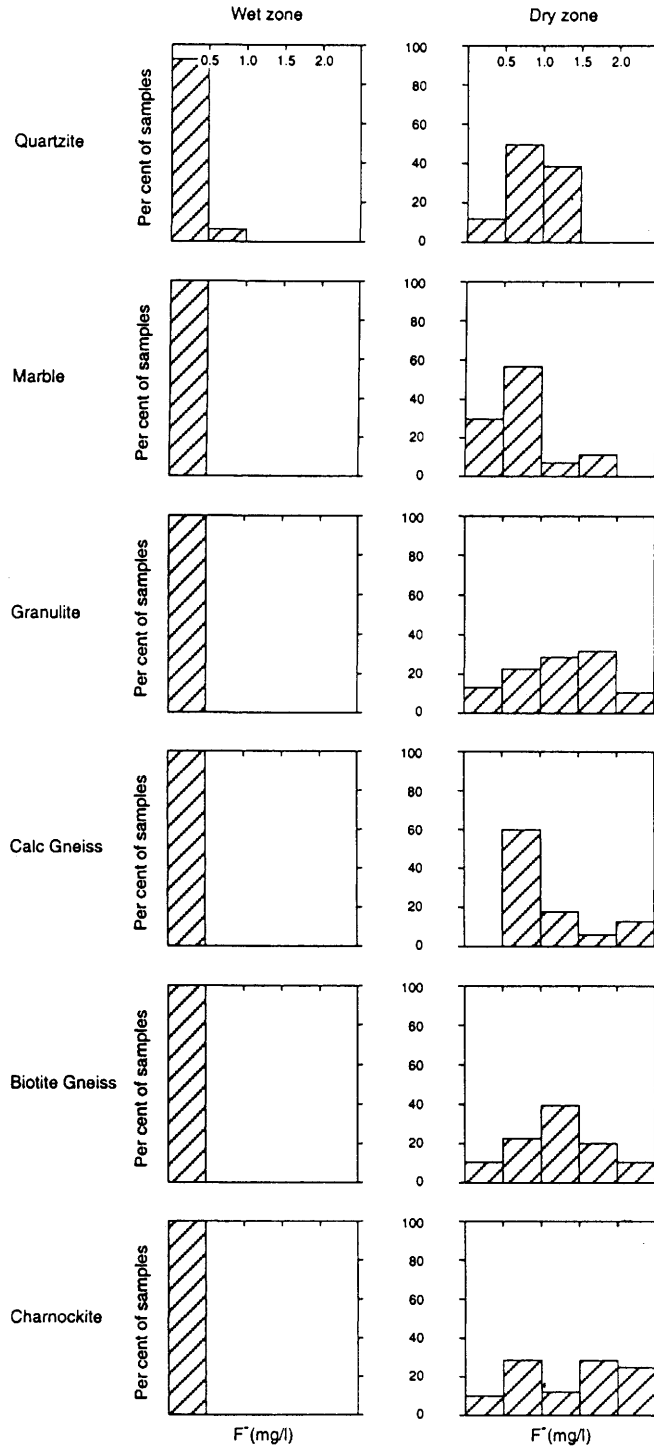 Wet zone
Dry zone
Quartzite
Per cent of samples
0.5 1.0 1.5 2.0
100
80
60
40
20
0
0.5 1.0 1.5 2.0
Marble
Per cent of samples
100
80
60
40
20
0
Granulite
Per cent of samples
100
80
60
40
20
0
Calc Gneiss
Per cent of samples
100
80
60
40
20
0
Biotite Gneiss
Per cent of samples
100
80
60
40
20
0
Charnockite
Per cent of samples
100
80
60
40
20
0
F⁻(mg/l)
F⁻(mg/l)